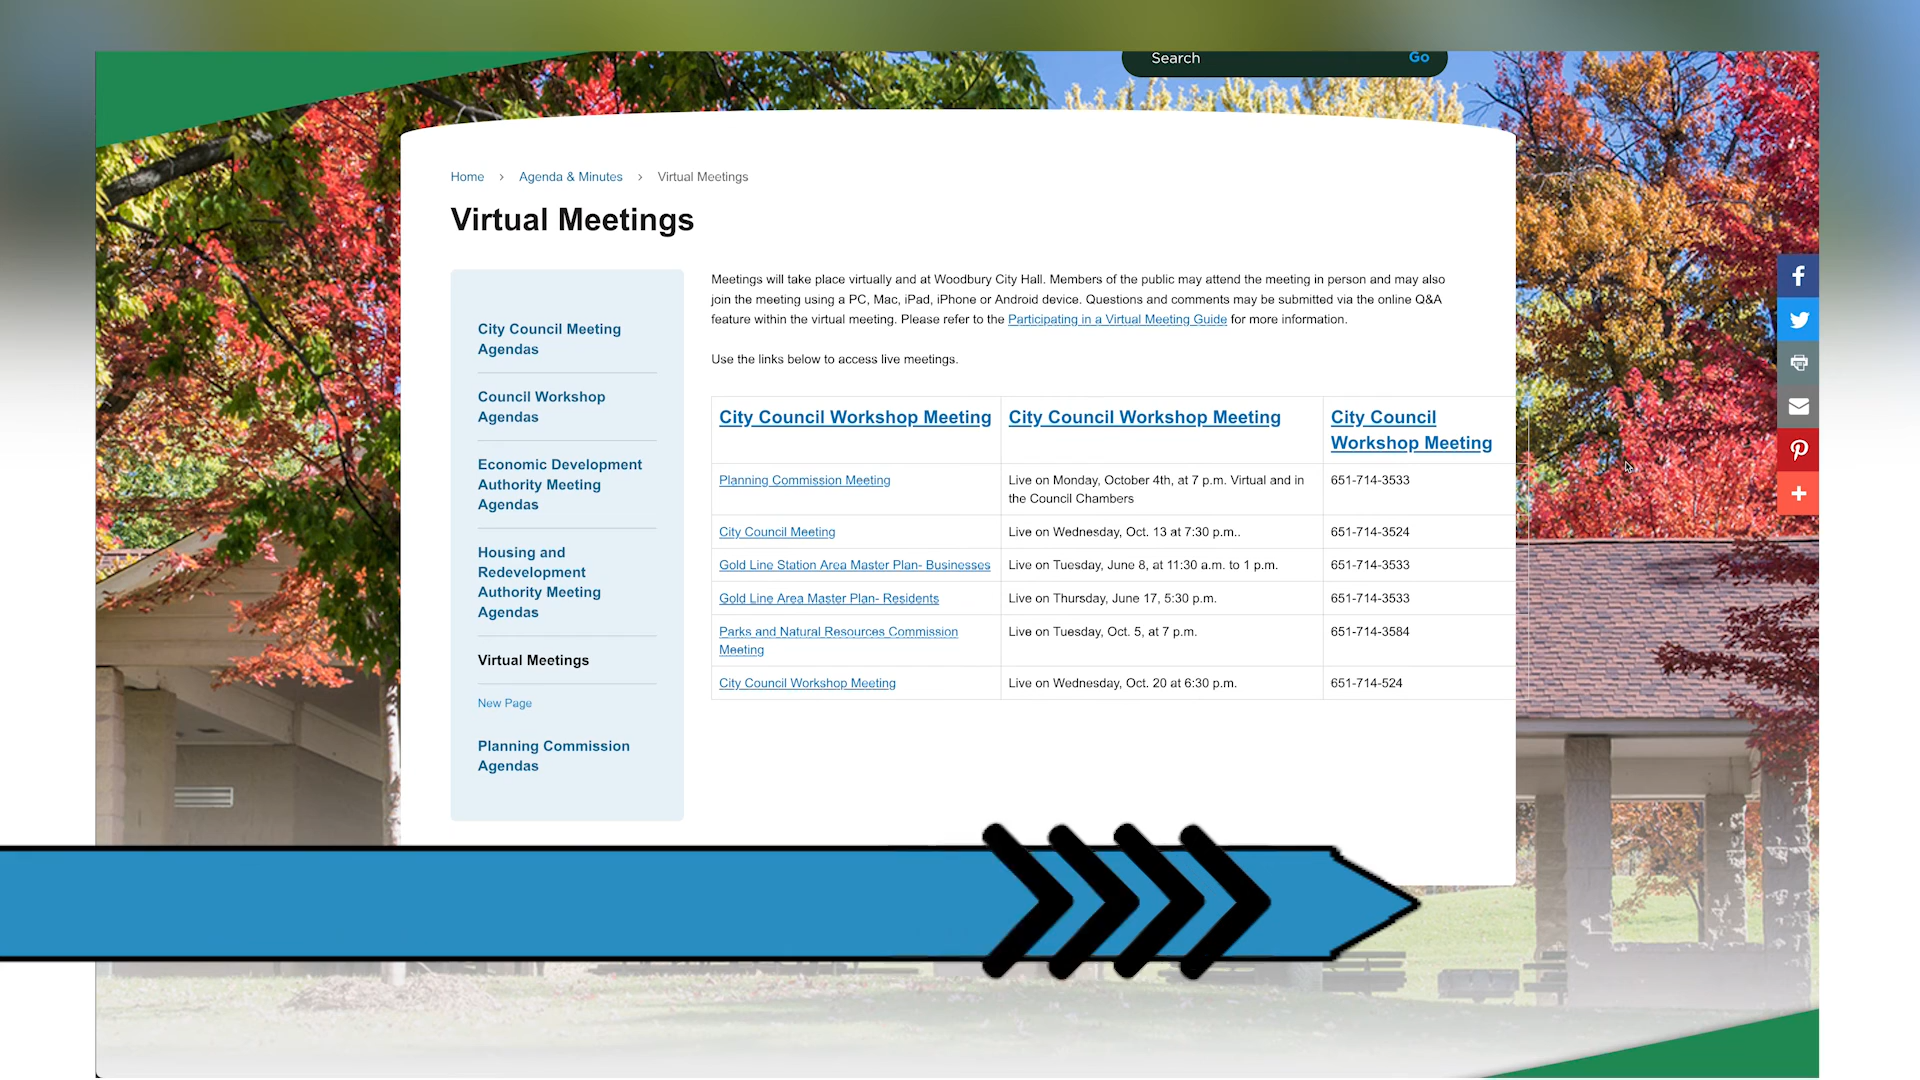 Search
Go
Home › Agenda & Minutes › Virtual Meetings
Virtual Meetings
City Council Meeting
Agendas
Council Workshop
Agendas
Economic Development
Authority Meeting
Agendas
Housing and
Redevelopment
Authority Meeting
Agendas
Virtual Meetings
New Page
Planning Commission
Agendas
Meetings will take place virtually and at Woodbury City Hall. Members of the public may attend the meeting in person and may also
join the meeting using a PC, Mac, iPad, iPhone or Android device. Questions and comments may be submitted via the online Q&A
feature within the virtual meeting. Please refer to the Participating in a Virtual Meeting Guide for more information.
Use the links below to access live meetings.
City Council Workshop Meeting
City Council Workshop Meeting
City Council
Workshop Meeting
Planning Commission Meeting
Live on Monday, October 4th, at 7 p.m. Virtual and in
the Council Chambers
651-714-3533
City Council Meeting
Live on Wednesday, Oct. 13 at 7:30 p.m..
651-714-3524
Gold Line Station Area Master Plan- Businesses
Live on Tuesday, June 8, at 11:30 a.m. to 1 p.m.
651-714-3533
Gold Line Area Master Plan- Residents
Live on Thursday, June 17, 5:30 p.m.
651-714-3533
Parks and Natural Resources Commission
Meeting
Live on Tuesday, Oct. 5, at 7 p.m.
651-714-3584
City Council Workshop Meeting
Live on Wednesday, Oct. 20 at 6:30 p.m.
651-714-524